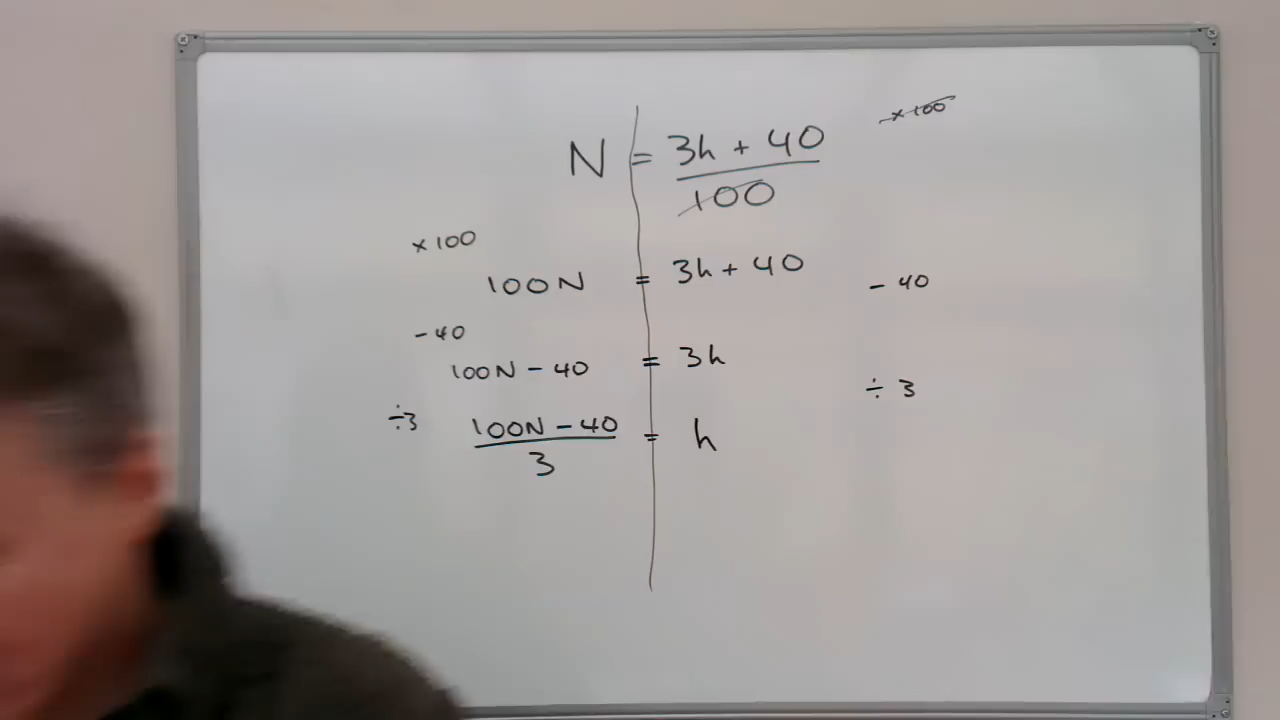 N = (3h + 40)/100 ×100
×100
100N = 3h + 40 - 40
- 40
100N - 40 = 3h
÷3 (100N - 40)/3 = h ÷ 3